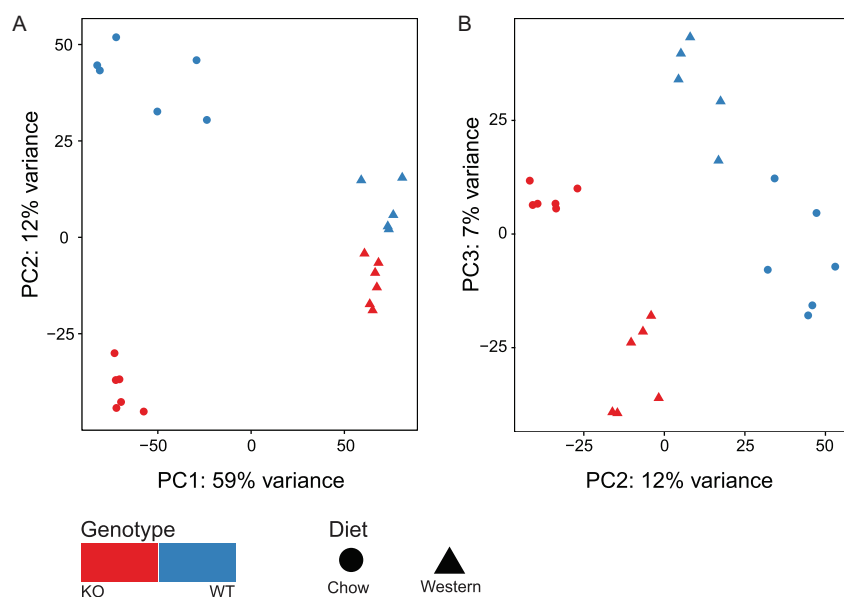 A
B
50
25
0
−25
PC2: 12% variance
−50
0
50
PC1: 59% variance
25
0
−25
PC3: 7% variance
−25
0
25
50
PC2: 12% variance
Genotype
KO
WT
Diet
Chow
Western